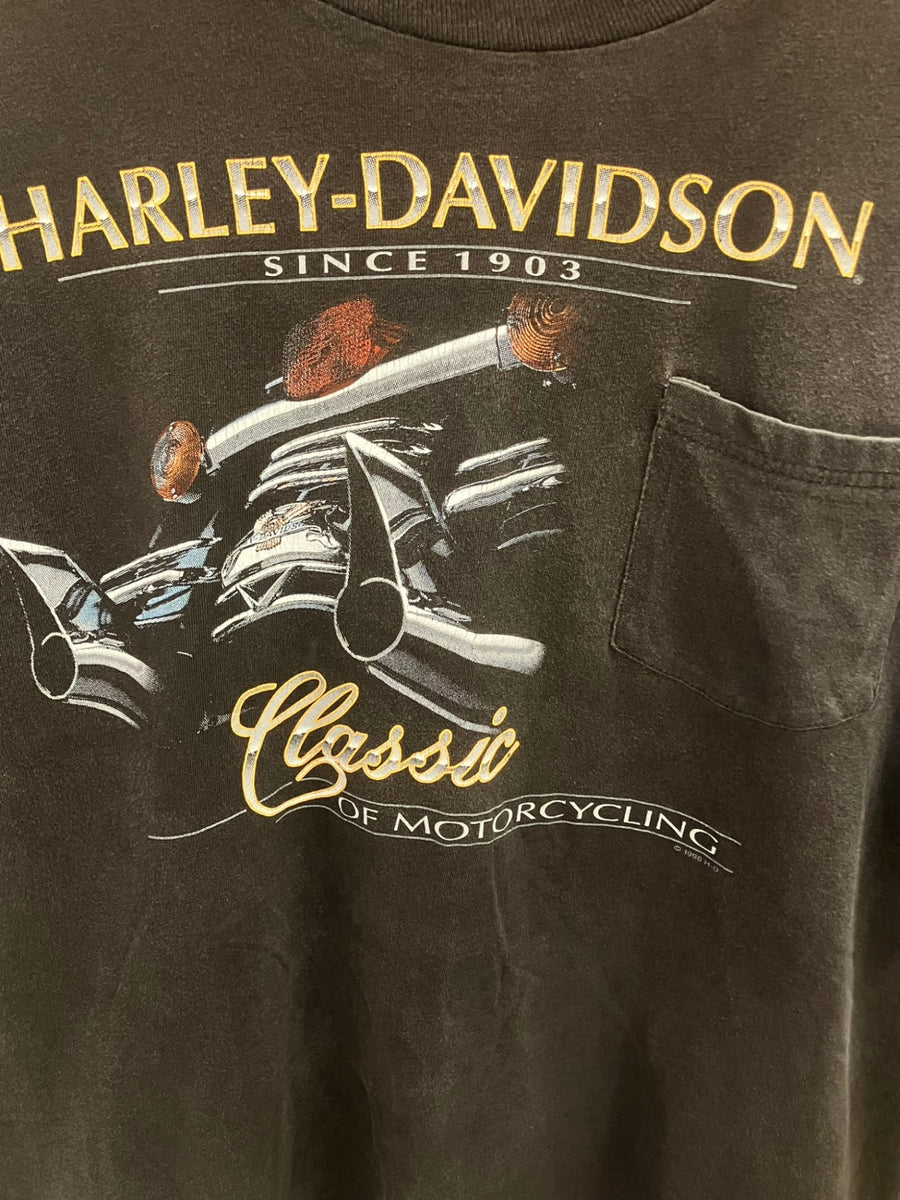 HARLEY-DAVIDSON®
SINCE 1903
Classic
OF MOTORCYCLING